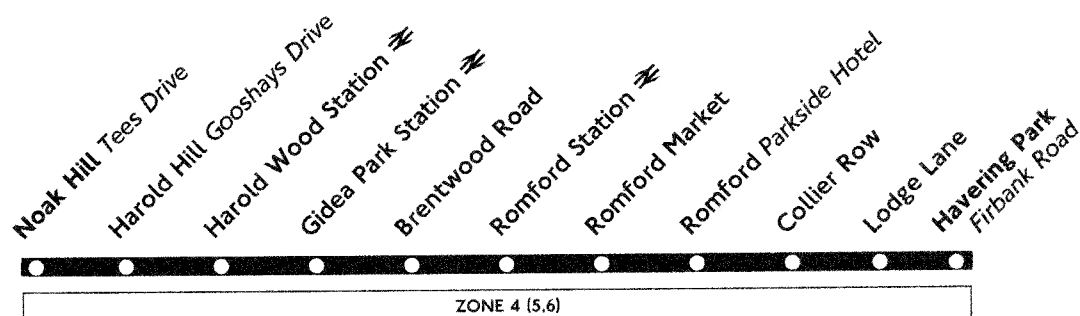 Noak Hill Tees Drive
Harold Hill Gooshays Drive
Harold Wood Station
Gidea Park Station
Brentwood Road
Romford Station
Romford Market
Romford Parkside Hotel
Collier Row
Lodge Lane
Havering Park
Firbank Road
ZONE 4 (5,6)